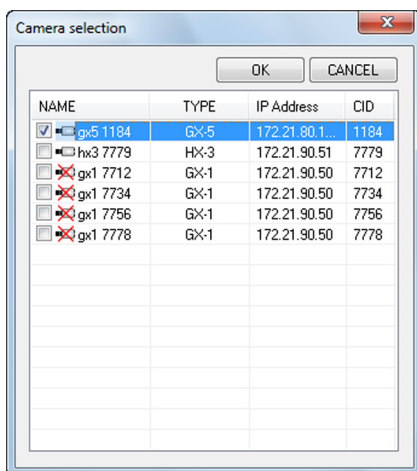 Camera selection
OK CANCEL
NAME TYPE IP Address CID
gx5 1184 GX-5 172.21.80.1... 1184
hx3 7779 HX-3 172.21.90.51 7779
gx1 7712 GX-1 172.21.90.50 7712
gx1 7734 GX-1 172.21.90.50 7734
gx1 7756 GX-1 172.21.90.50 7756
gx1 7778 GX-1 172.21.90.50 7778